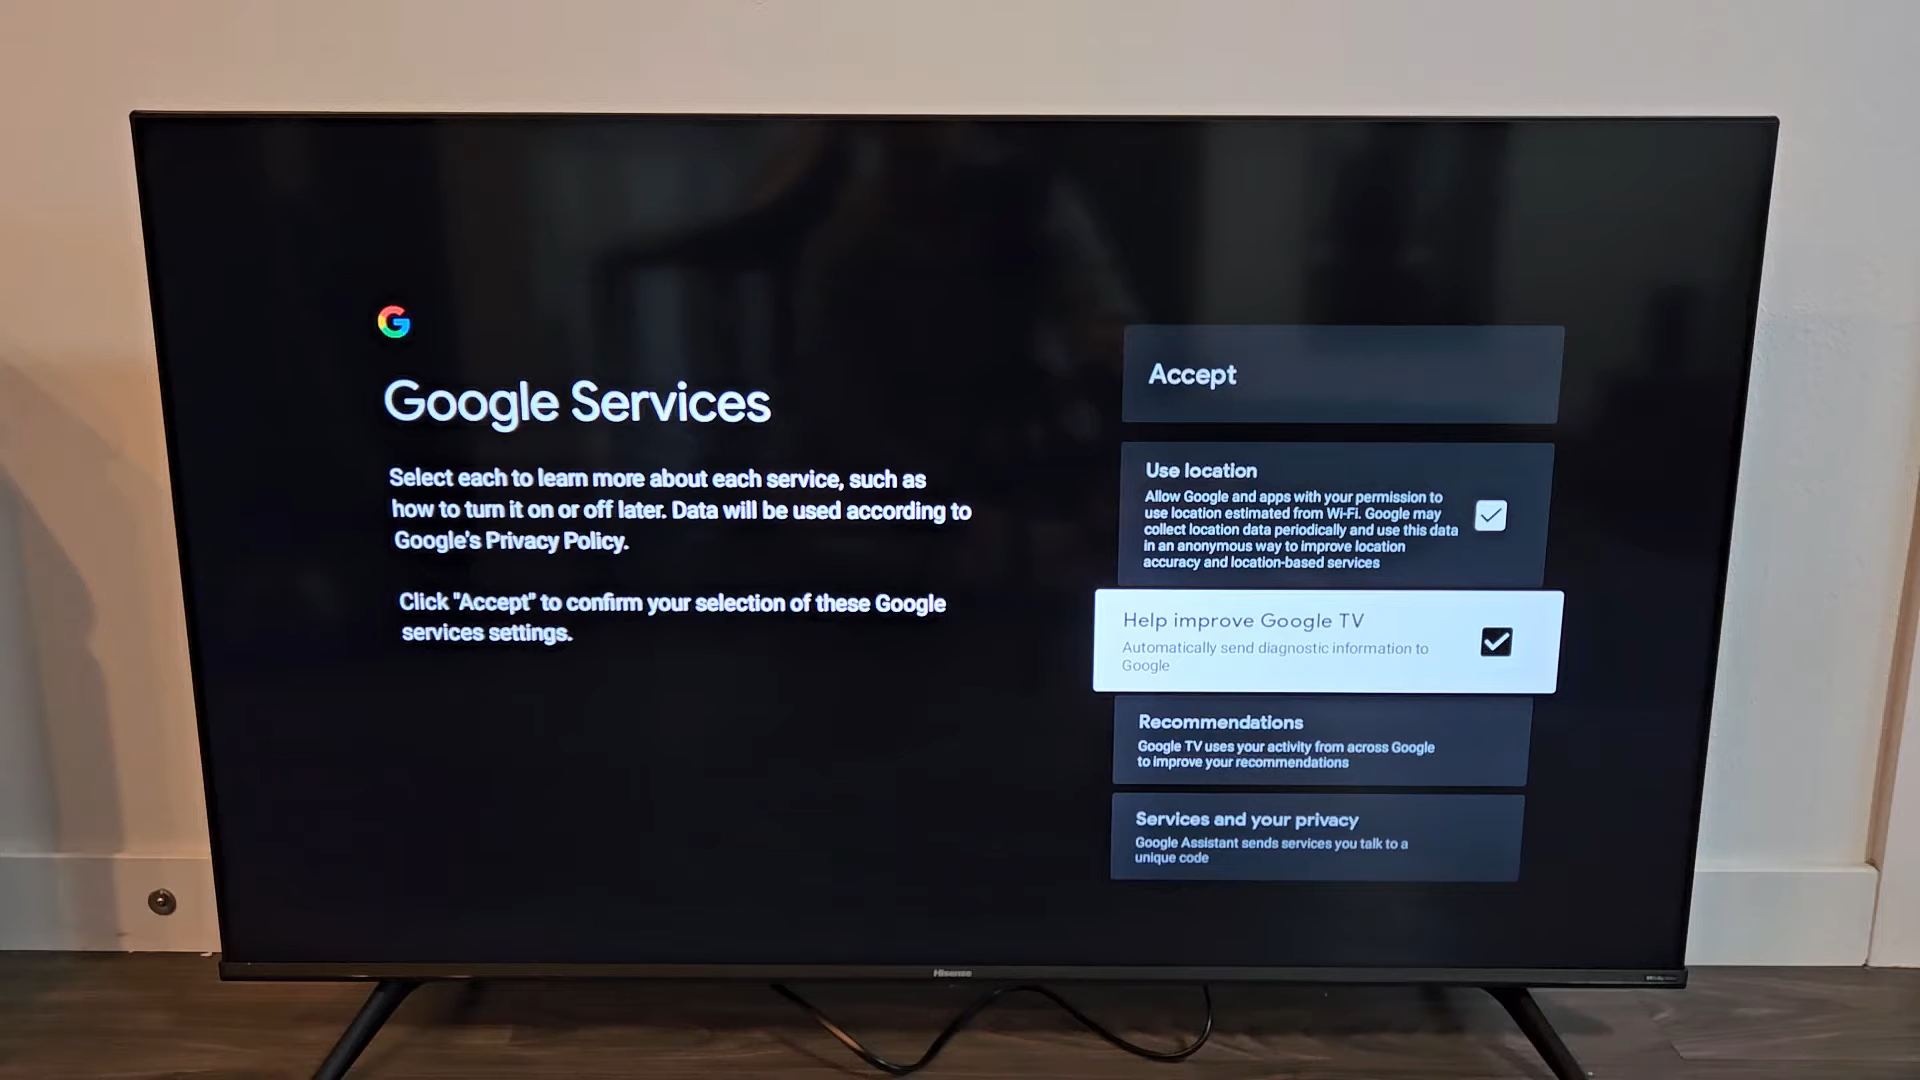 G
Google Services
Select each to learn more about each service, such as
how to turn it on or off later. Data will be used according to
Google's Privacy Policy.
Click "Accept" to confirm your selection of these Google
services settings.
Accept
Use location
Allow Google and apps with your permission to
use location estimated from Wi-Fi. Google may
collect location data periodically and use this data
in an anonymous way to improve location
accuracy and location-based services
Help improve Google TV
Automatically send diagnostic information to
Google
Recommendations
Google TV uses your activity from across Google
to improve your recommendations
Services and your privacy
Google Assistant sends services you talk to a
unique code
Hisense